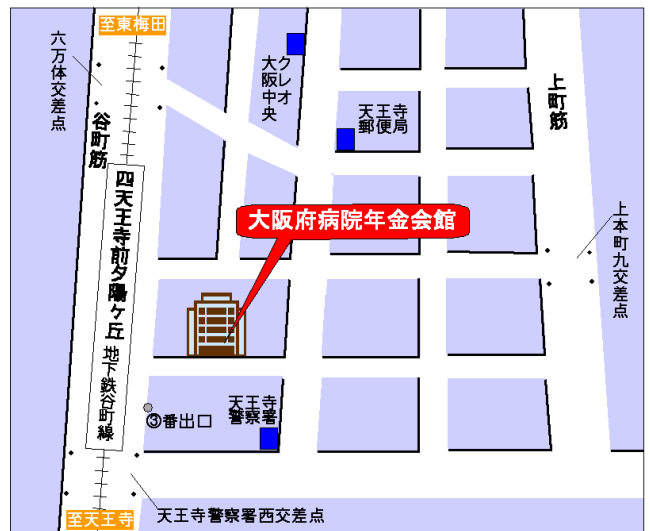 至東梅田
六万体交差点
谷町筋
クレオ
大阪中央
天王寺
郵便局
上町筋
大阪府病院年金会館
上本町九交差点
四天王寺前夕陽ヶ丘
地下鉄谷町線
③番出口
天王寺
警察署
至天王寺
天王寺警察署西交差点